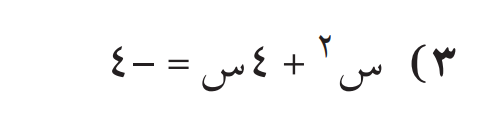 ٣) س٢ + ٤س = −٤